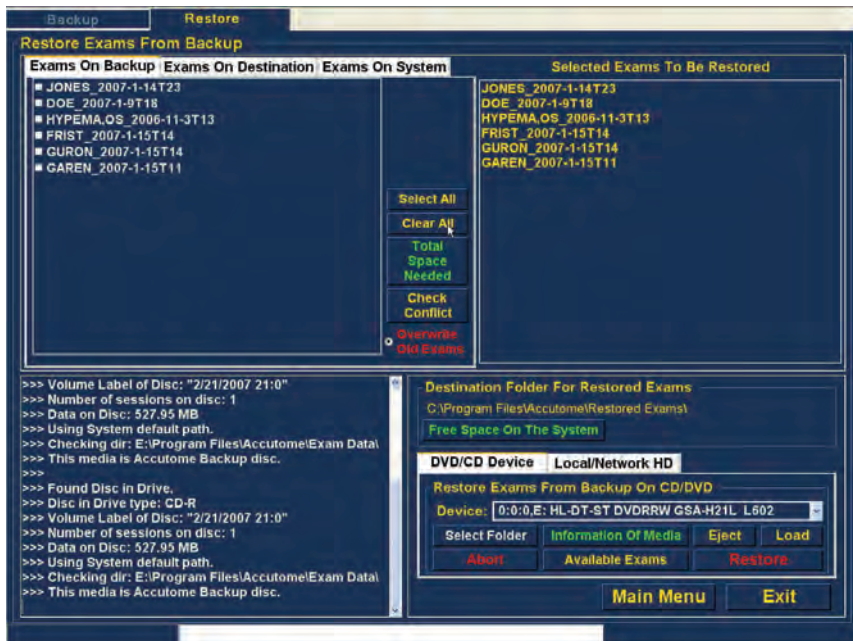 Backup Restore
Restore Exams From Backup
Exams On Backup Exams On Destination Exams On System
JONES_2007-1-14T23
DOE_2007-1-9T18
HYPEMA,OS_2006-11-3T13
FRIST_2007-1-15T14
GURON_2007-1-15T14
GAREN_2007-1-15T11
Select All
Clear All
Total
Space
Needed
Check
Conflict
Overwrite
Old Exams
Selected Exams To Be Restored
JONES_2007-1-14T23
DOE_2007-1-9T18
HYPEMA,OS_2006-11-3T13
FRIST_2007-1-15T14
GURON_2007-1-15T14
GAREN_2007-1-15T11
>>> Volume Label of Disc: "2/21/2007 21:0"
>>> Number of sessions on disc: 1
>>> Data on Disc: 527.95 MB
>>> Using System default path.
>>> Checking dir: E:\Program Files\Accutome\Exam Data\
>>> This media is Accutome Backup disc.
>>>
>>> Found Disc in Drive.
>>> Disc in Drive type: CD-R
>>> Volume Label of Disc: "2/21/2007 21:0"
>>> Number of sessions on disc: 1
>>> Data on Disc: 527.95 MB
>>> Using System default path.
>>> Checking dir: E:\Program Files\Accutome\Exam Data\
>>> This media is Accutome Backup disc.
Destination Folder For Restored Exams
C:\Program Files\Accutome\Restored Exams\
Free Space On The System
DVD/CD Device Local/Network HD
Restore Exams From Backup On CD/DVD
Device: 0:0:0,E: HL-DT-ST DVDRRW GSA-H21L L602
Select Folder Information Of Media Eject Load
Abort Available Exams Restore
Main Menu Exit